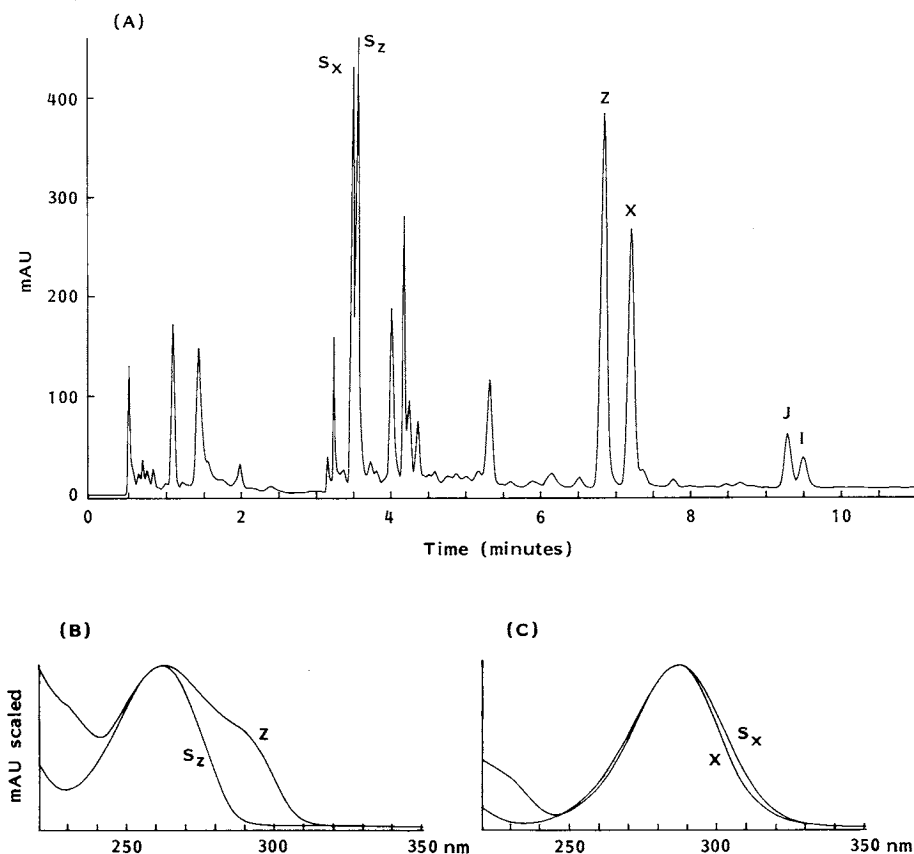 (A)
S_X
S_Z
Z
X
J
I
400
300
200
100
0
mAU
0 2 4 6 8 10
Time (minutes)
(B)
(C)
mAU scaled
S_Z
Z
S_X
X
250 300 350 nm
250 300 350 nm